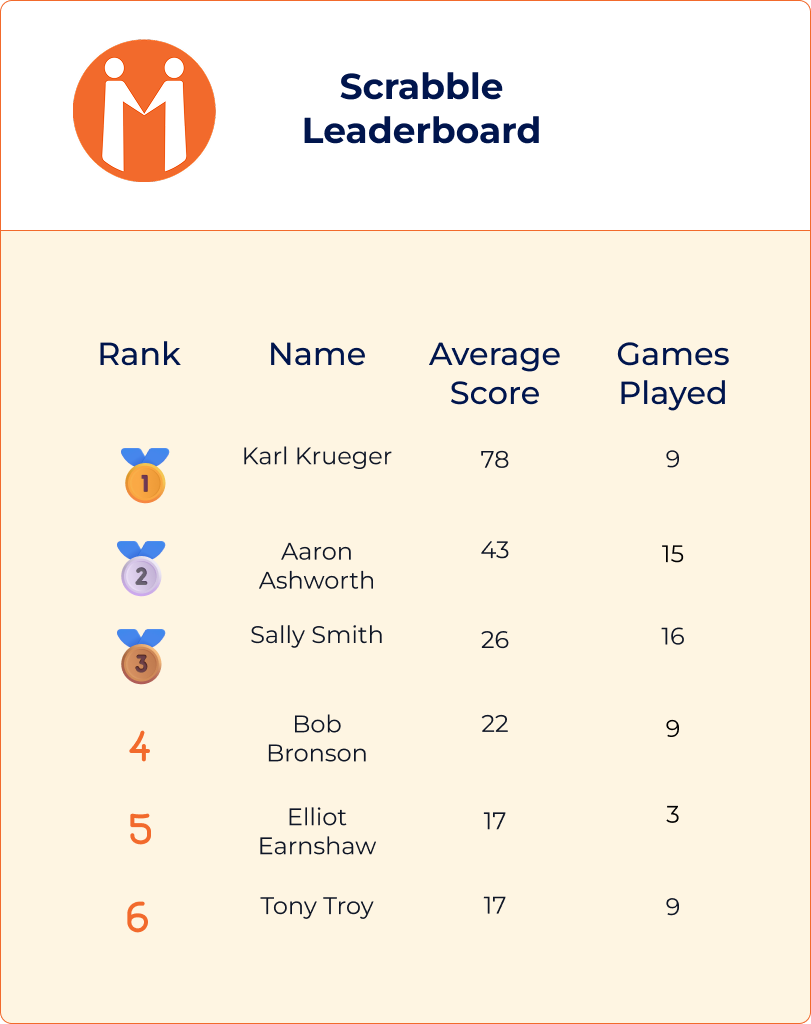 Scrabble
Leaderboard
Rank Name Average Games
Score Played
1 Karl Krueger 78 9
2 Aaron 43 15
Ashworth
3 Sally Smith 26 16
4 Bob 22 9
Bronson
5 Elliot 17 3
Earnshaw
6 Tony Troy 17 9